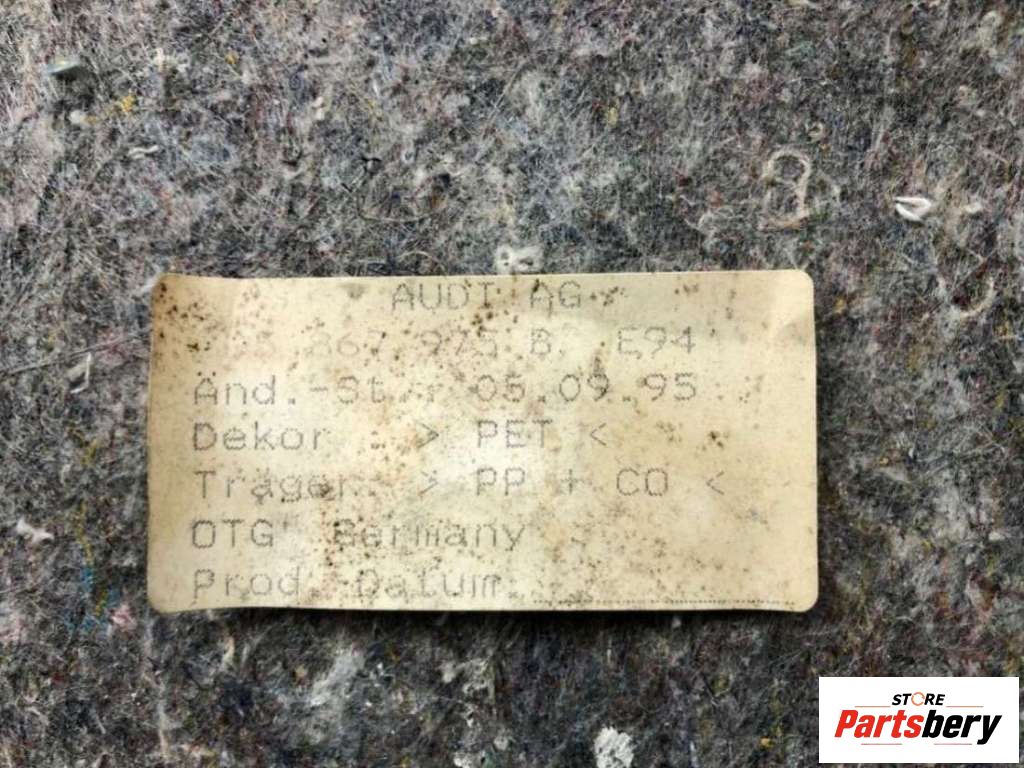 AUDI AG
867 975 B E94
Änd.-St.: 05.09.95
Dekor : > PET <
Träger: > PP + CO <
OTG Germany
Prod. Datum
STORE
Partsbery